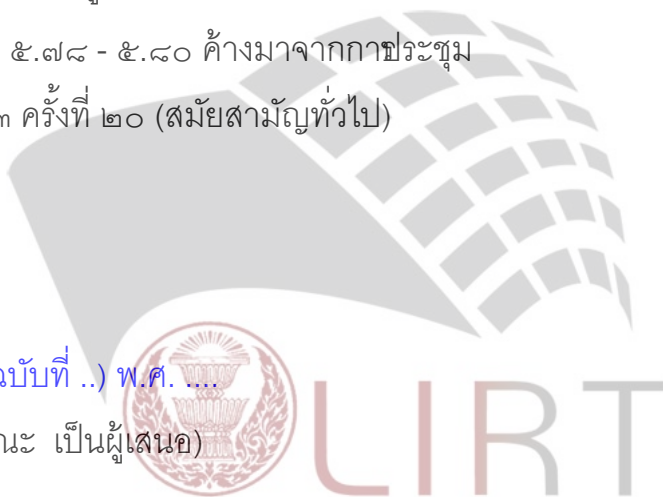 ๕.๗๘ - ๕.๘๐ ค้างมาจากการประชุม
๓ ครั้งที่ ๒๐ (สมัยสามัญทั่วไป)
ฉบับที่ ..) พ.ศ. ....
ณะ เป็นผู้เสนอ)
LIRT